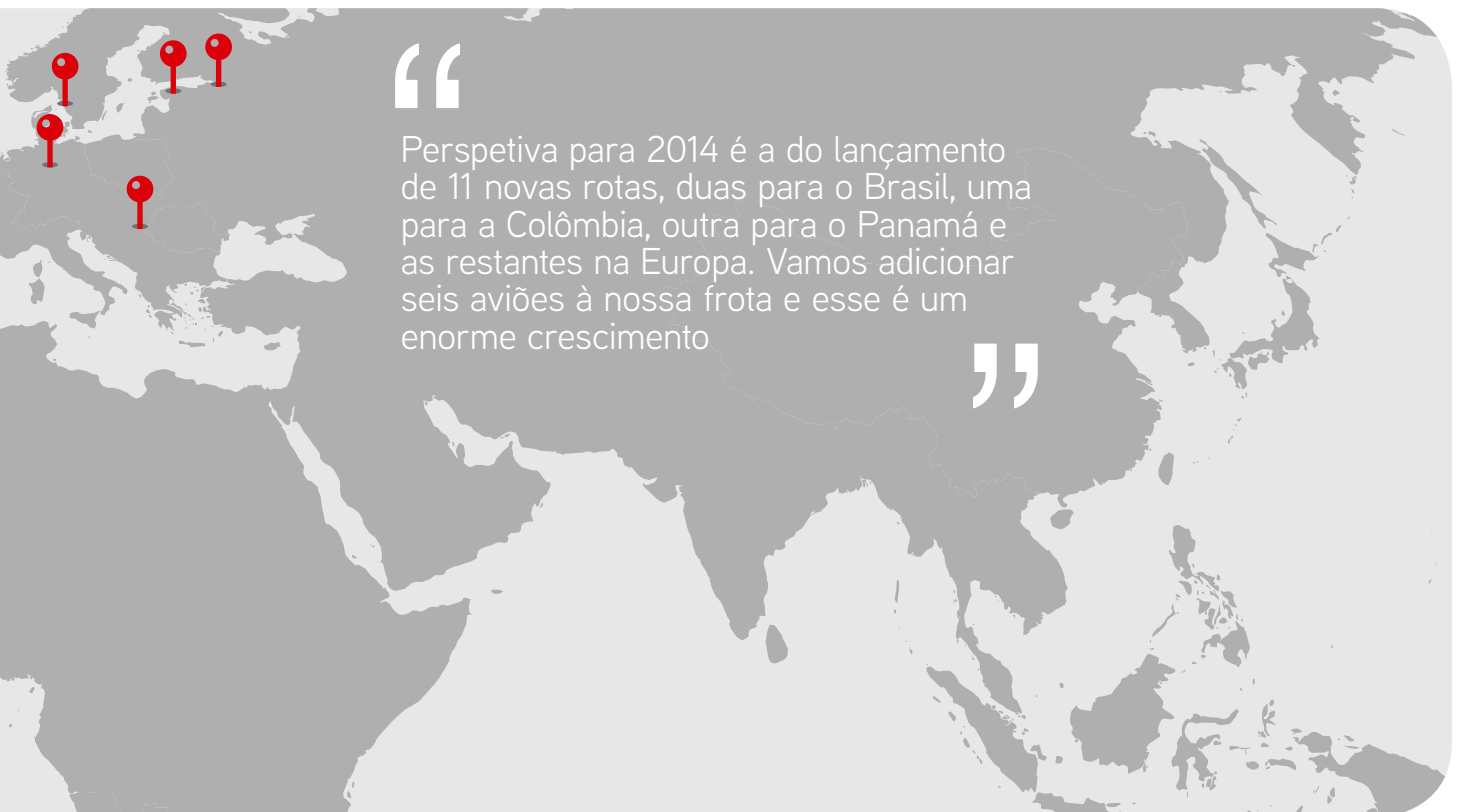 “
Perspetiva para 2014 é a do lançamento
de 11 novas rotas, duas para o Brasil, uma
para a Colômbia, outra para o Panamá e
as restantes na Europa. Vamos adicionar
seis aviões à nossa frota e esse é um
enorme crescimento
”